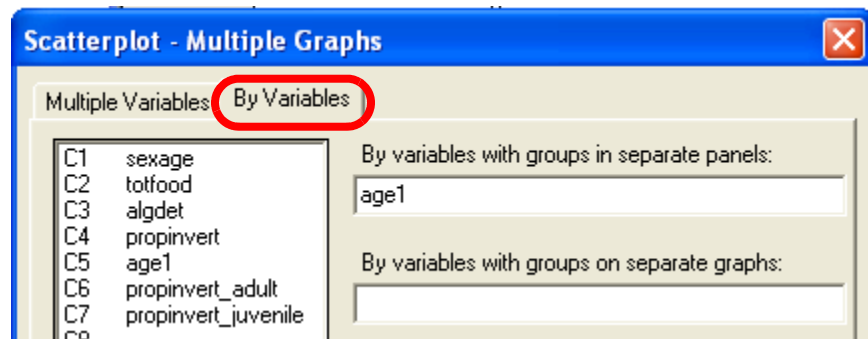 Scatterplot - Multiple Graphs
Multiple Variables By Variables
C1 sexage
C2 totfood
C3 algdet
C4 propinvert
C5 age1
C6 propinvert_adult
C7 propinvert_juvenile
By variables with groups in separate panels:
age1
By variables with groups on separate graphs: